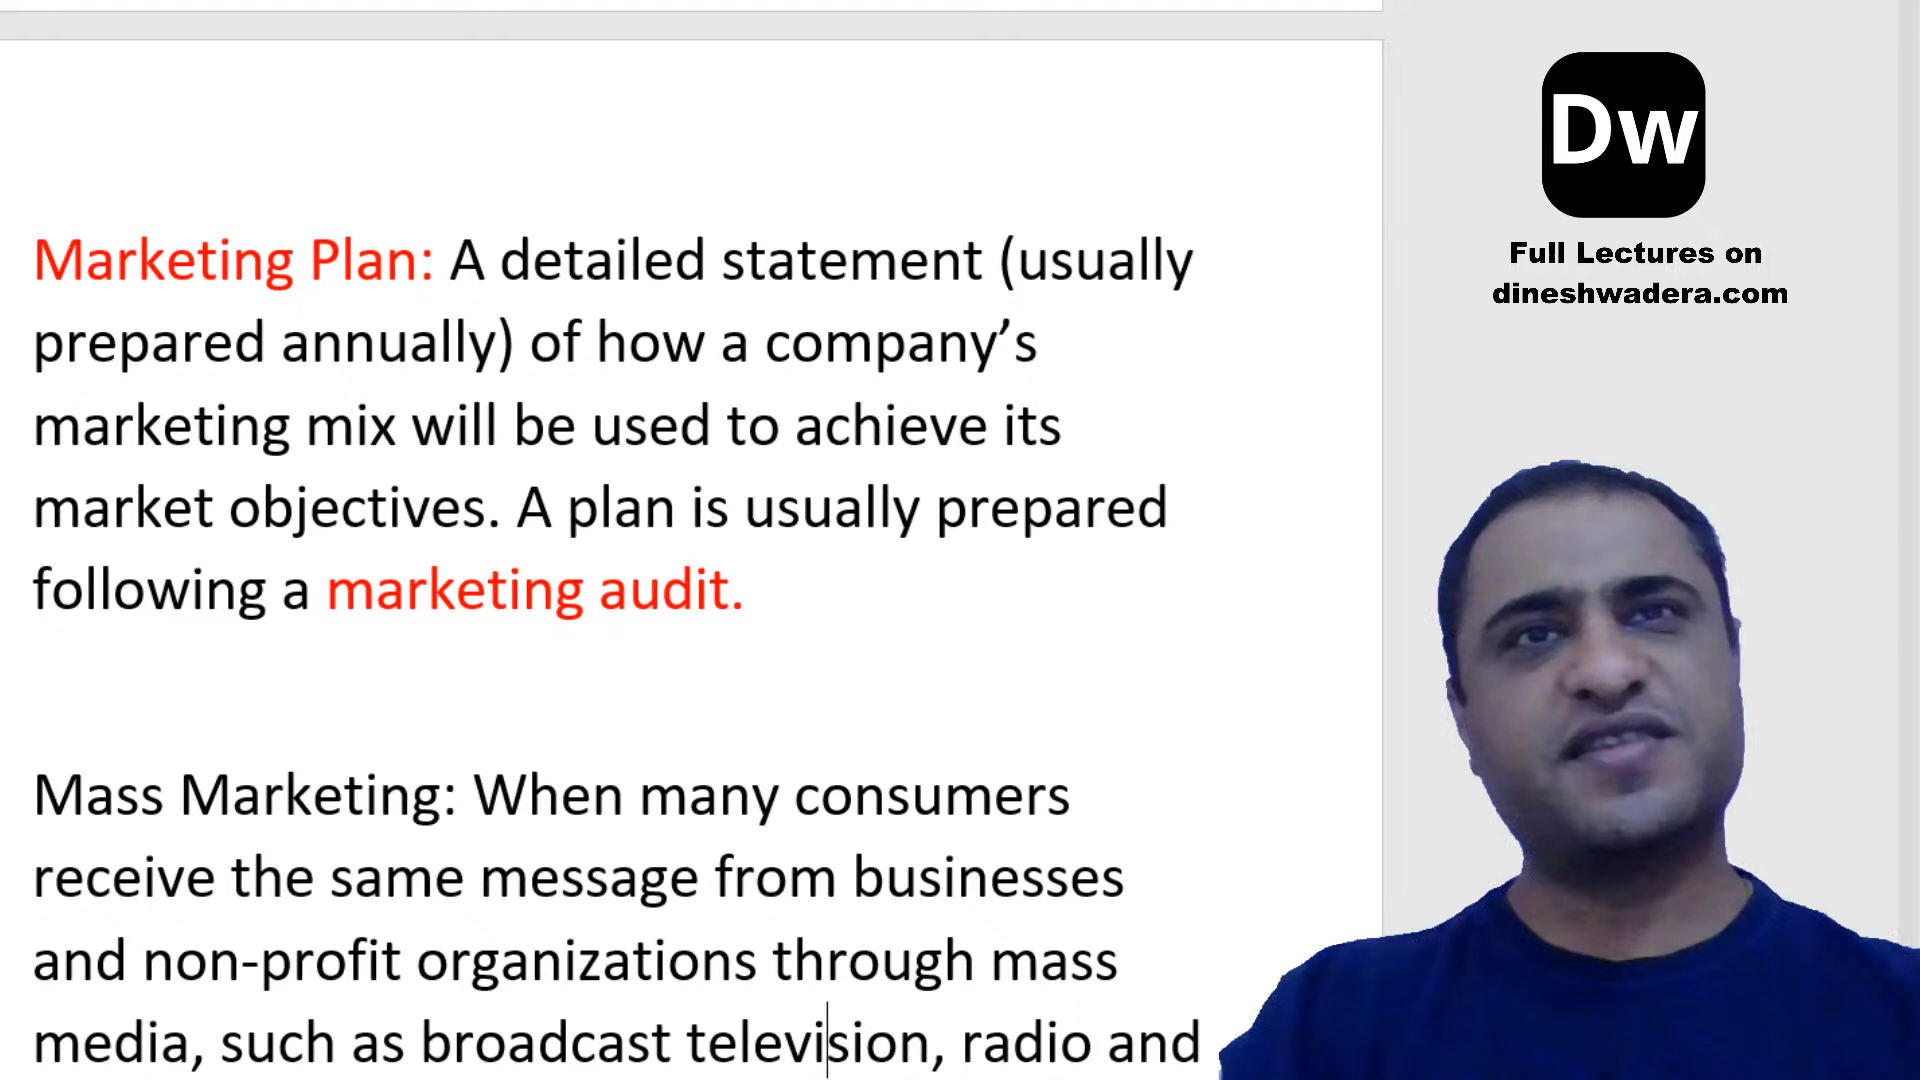 Marketing Plan: A detailed statement (usually
prepared annually) of how a company’s
marketing mix will be used to achieve its
market objectives. A plan is usually prepared
following a marketing audit.
Mass Marketing: When many consumers
receive the same message from businesses
and non-profit organizations through mass
media, such as broadcast television, radio and
Dw
Full Lectures on
dineshwadera.com